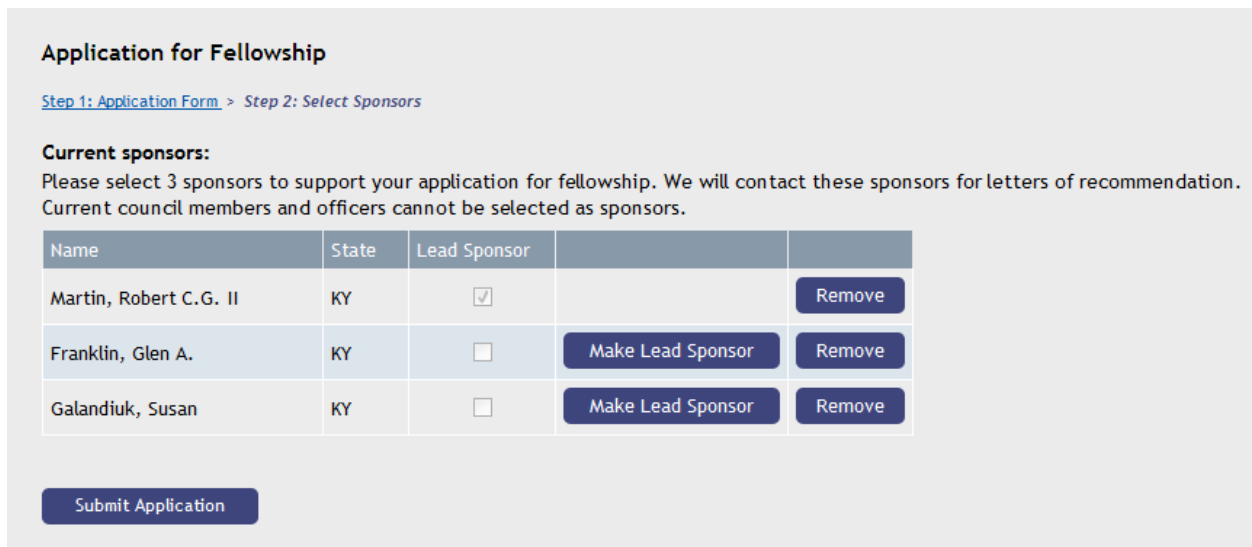 Application for Fellowship
Step 1: Application Form > Step 2: Select Sponsors
Current sponsors:
Please select 3 sponsors to support your application for fellowship. We will contact these sponsors for letters of recommendation.
Current council members and officers cannot be selected as sponsors.
Name State Lead Sponsor
Martin, Robert C.G. II KY Remove
Franklin, Glen A. KY Make Lead Sponsor Remove
Galandiuk, Susan KY Make Lead Sponsor Remove
Submit Application